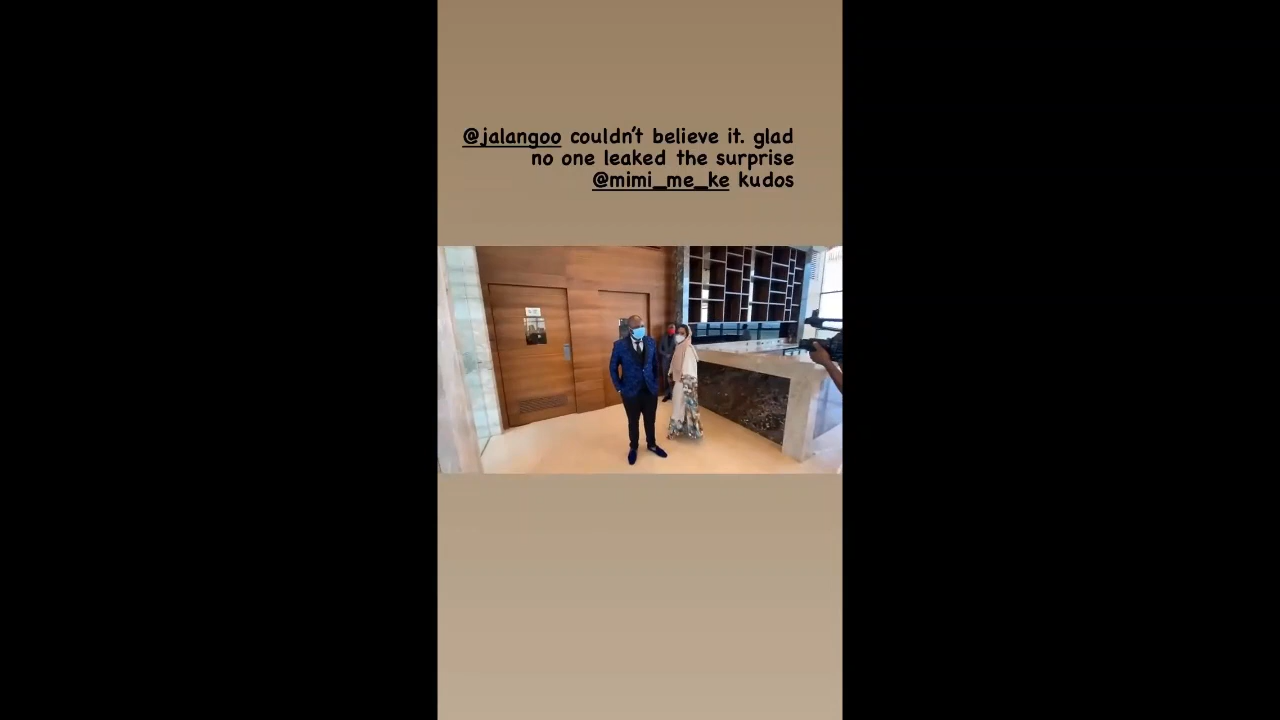 @jalangoo couldn't believe it. glad
no one leaked the surprise
@mimi_me_ke kudos